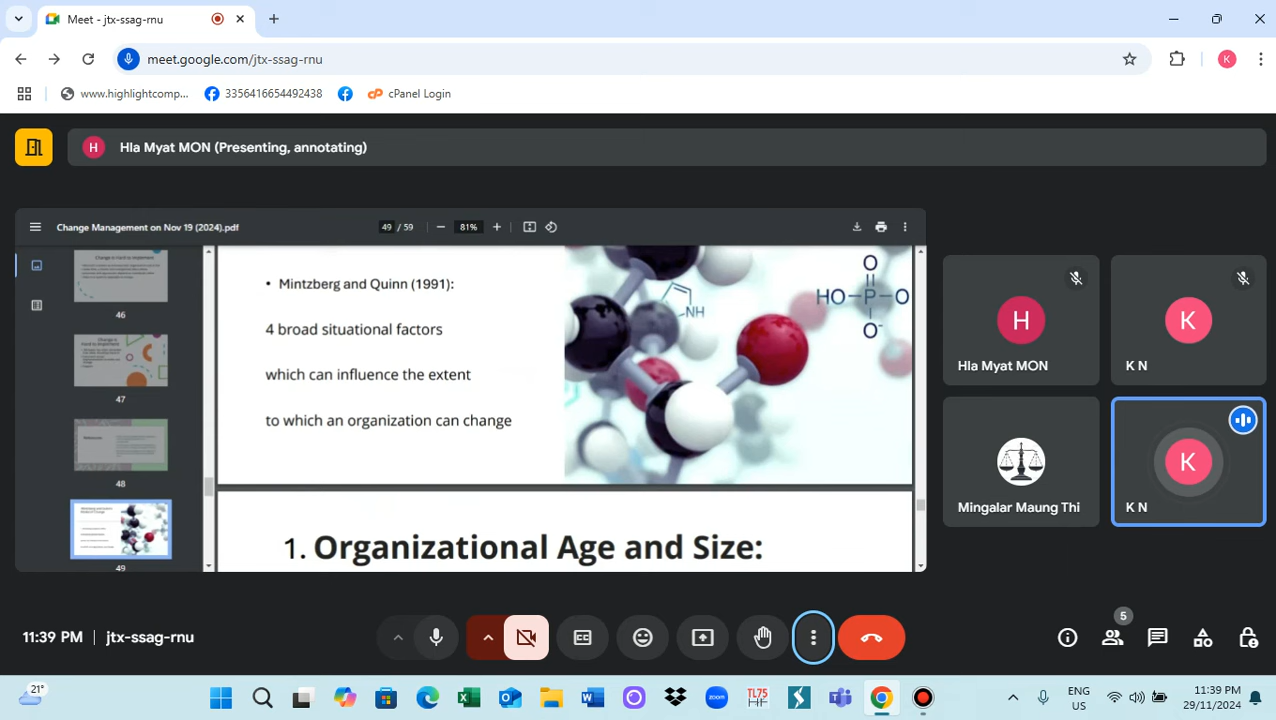 Meet - jtx-ssag-rnu
meet.google.com/jtx-ssag-rnu
K
www.highlightcomp...
3356416654492438
cPanel Login
H
Hla Myat MON (Presenting, annotating)
Change Management on Nov 19 (2024).pdf
49 / 59
81%
46
47
48
49
• Mintzberg and Quinn (1991):
4 broad situational factors
which can influence the extent
to which an organization can change
NH
O
HO P O
O-
1. Organizational Age and Size:
H
Hla Myat MON
K
K N
Mingalar Maung Thi
K
K N
11:39 PM | jtx-ssag-rnu
CC
5
21°
zoom
TL75
ENG
US
11:39 PM
29/11/2024